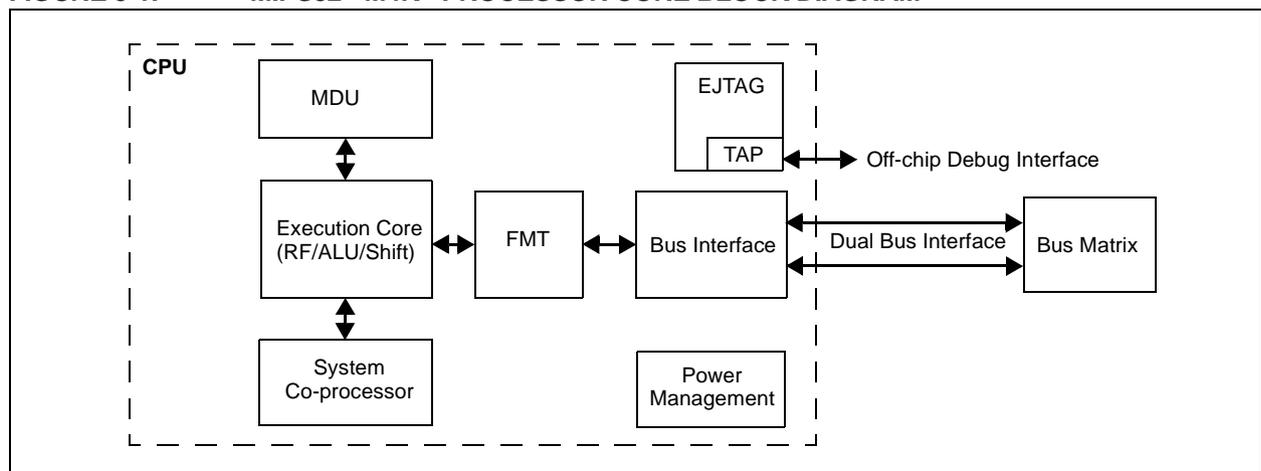 CPU
MDU
EJTAG
TAP
Off-chip Debug Interface
Execution Core
(RF/ALU/Shift)
FMT
Bus Interface
Dual Bus Interface
Bus Matrix
System
Co-processor
Power
Management